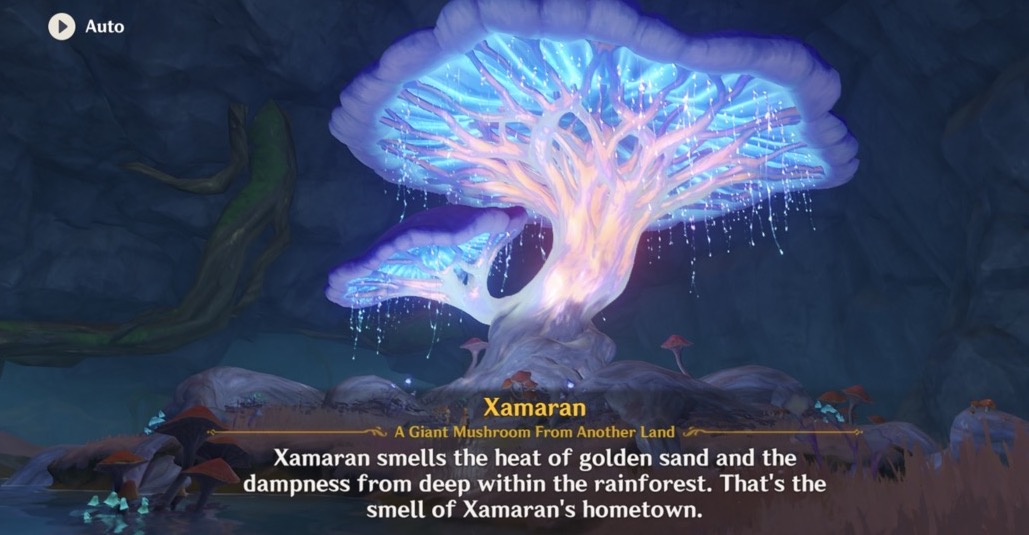 Auto
Xamaran
A Giant Mushroom From Another Land
Xamaran smells the heat of golden sand and the
dampness from deep within the rainforest. That's the
smell of Xamaran's hometown.